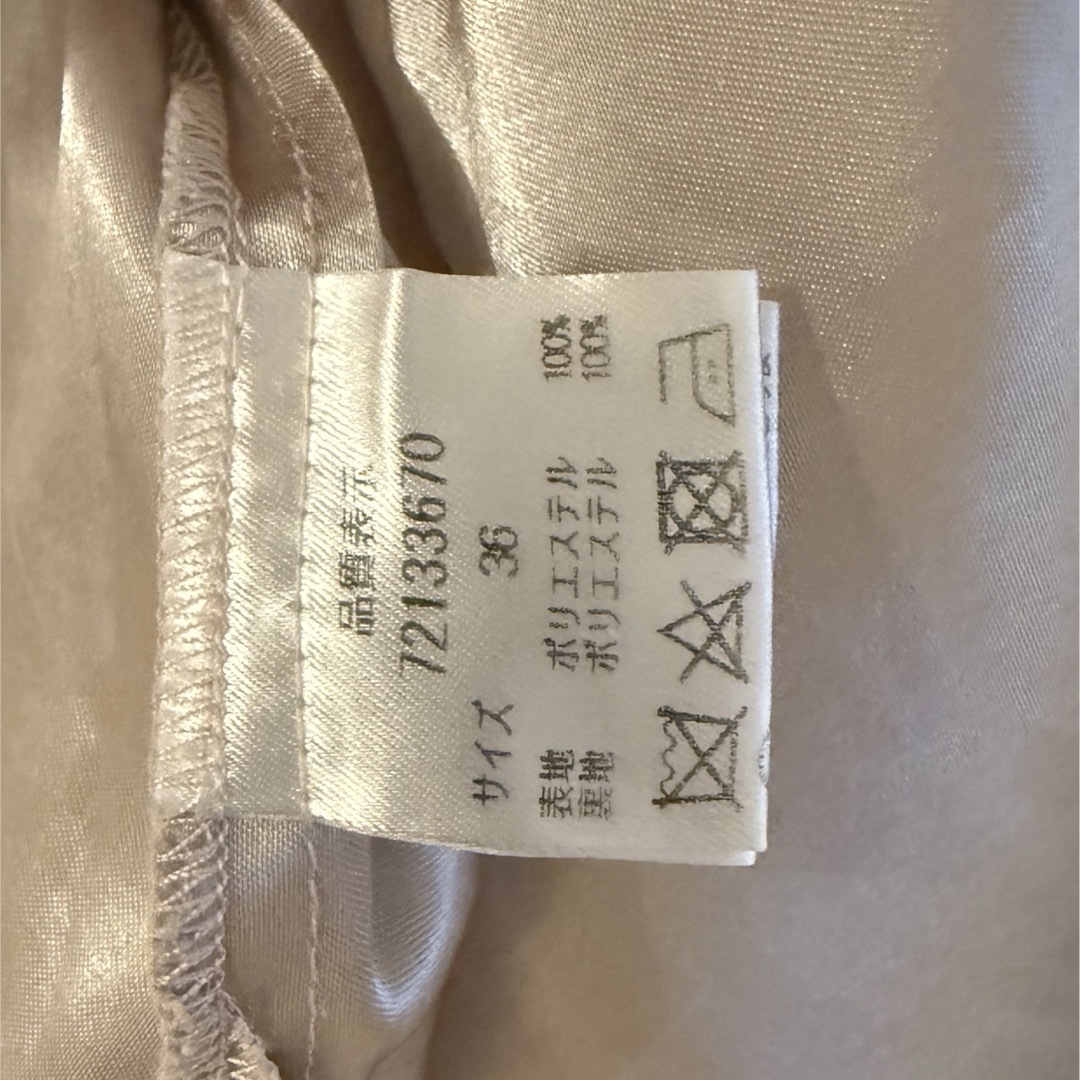 品質表示
72133670
サイズ 36
表地 ポリエステル 100%
裏地 ポリエステル 100%